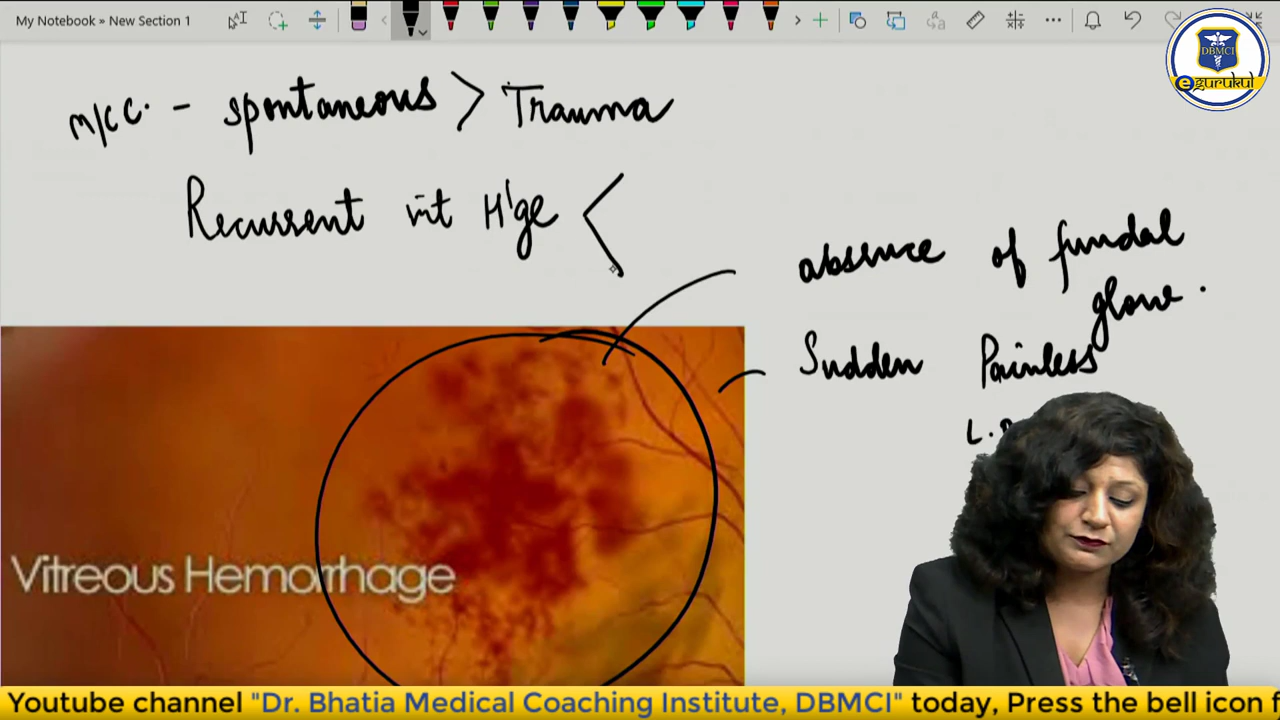 My Notebook » New Section 1
DBMCI
eGurukul
M/C C. - spontaneous > Trauma
Recurrent vit H'ge <
absence of fundal
glow.
Sudden Painless
L.O
Vitreous Hemorrhage
Youtube channel "Dr. Bhatia Medical Coaching Institute, DBMCI" today, Press the bell icon f